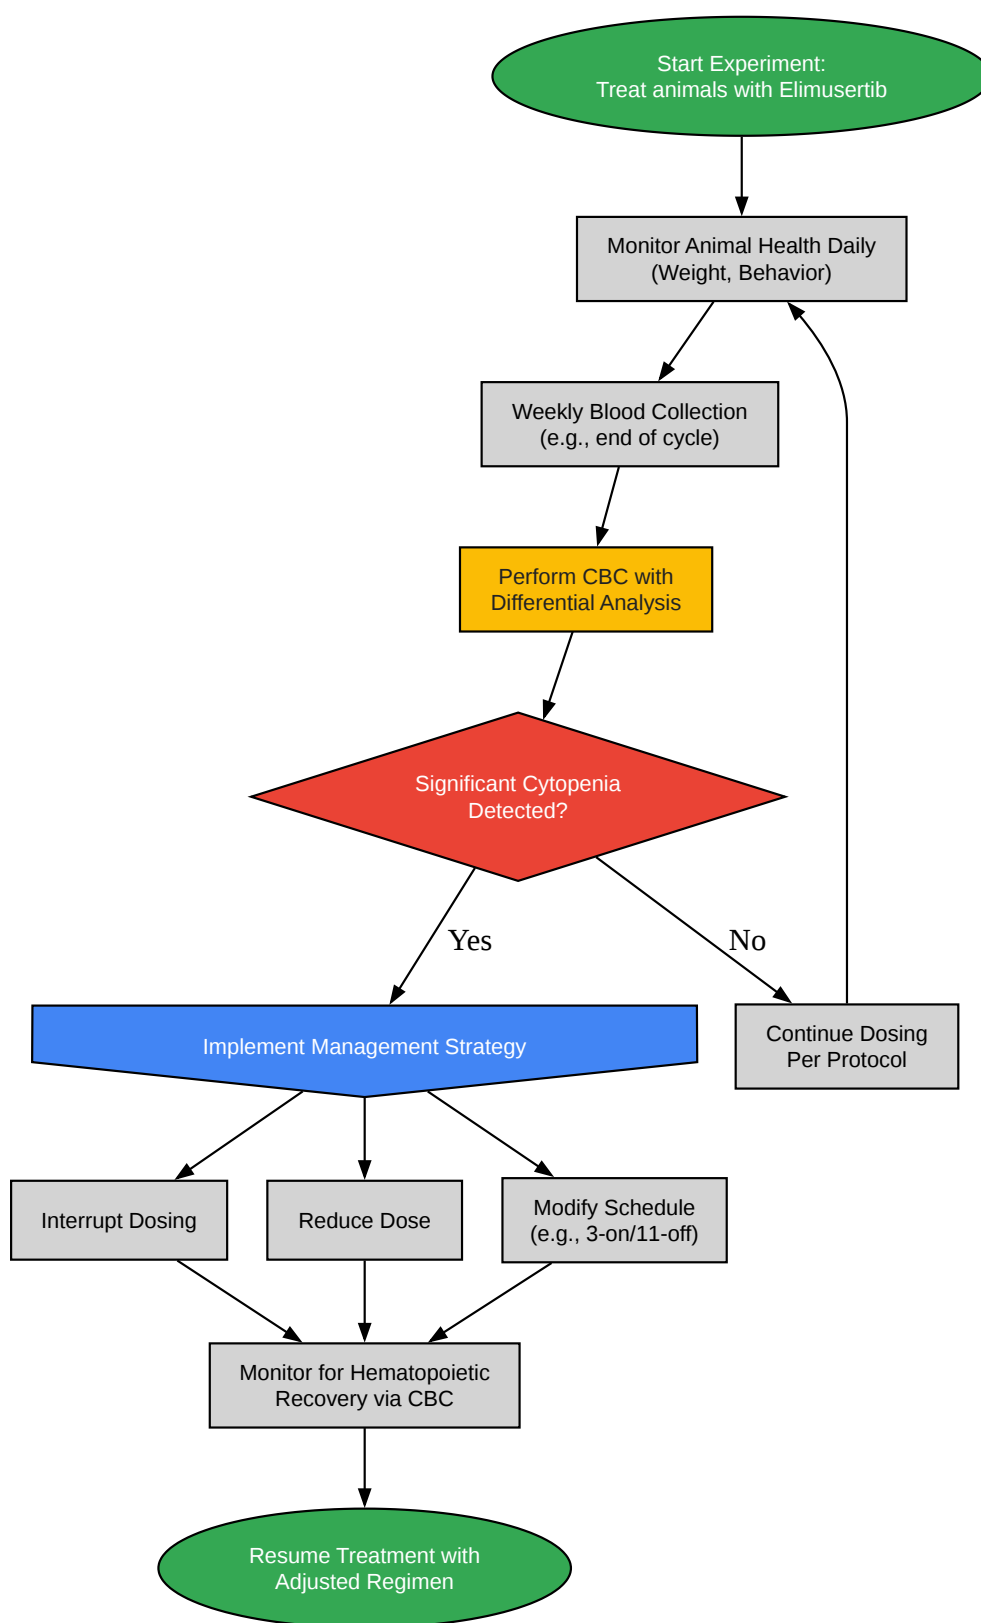 Start Experiment:
Treat animals with Elimusertib
Monitor Animal Health Daily
(Weight, Behavior)
Weekly Blood Collection
(e.g., end of cycle)
Perform CBC with
Differential Analysis
Significant Cytopenia
Detected?
Yes
No
Implement Management Strategy
Continue Dosing
Per Protocol
Interrupt Dosing
Reduce Dose
Modify Schedule
(e.g., 3-on/11-off)
Monitor for Hematopoietic
Recovery via CBC
Resume Treatment with
Adjusted Regimen